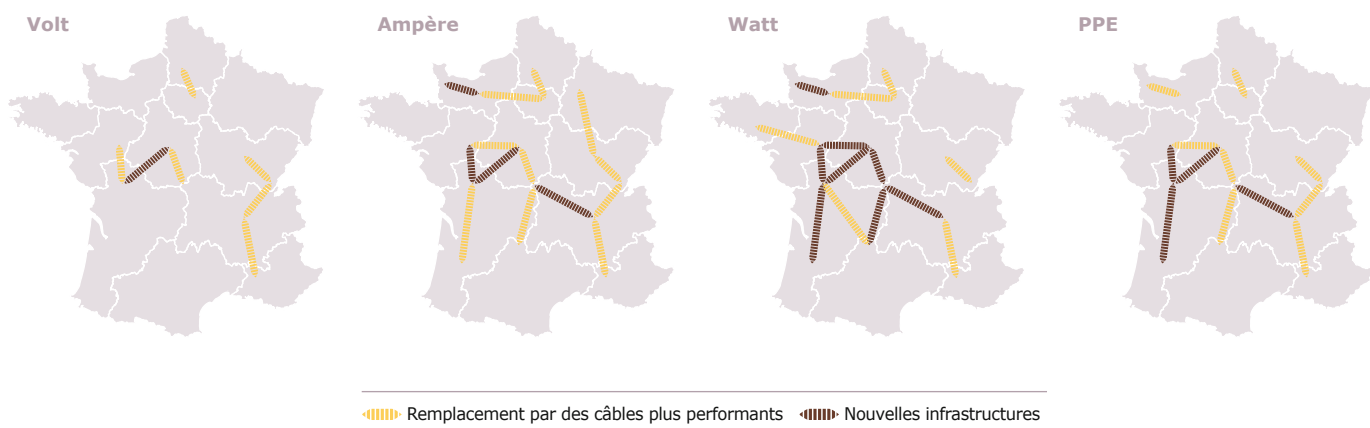 Volt
Ampère
Watt
PPE
Remplacement par des câbles plus performants
Nouvelles infrastructures